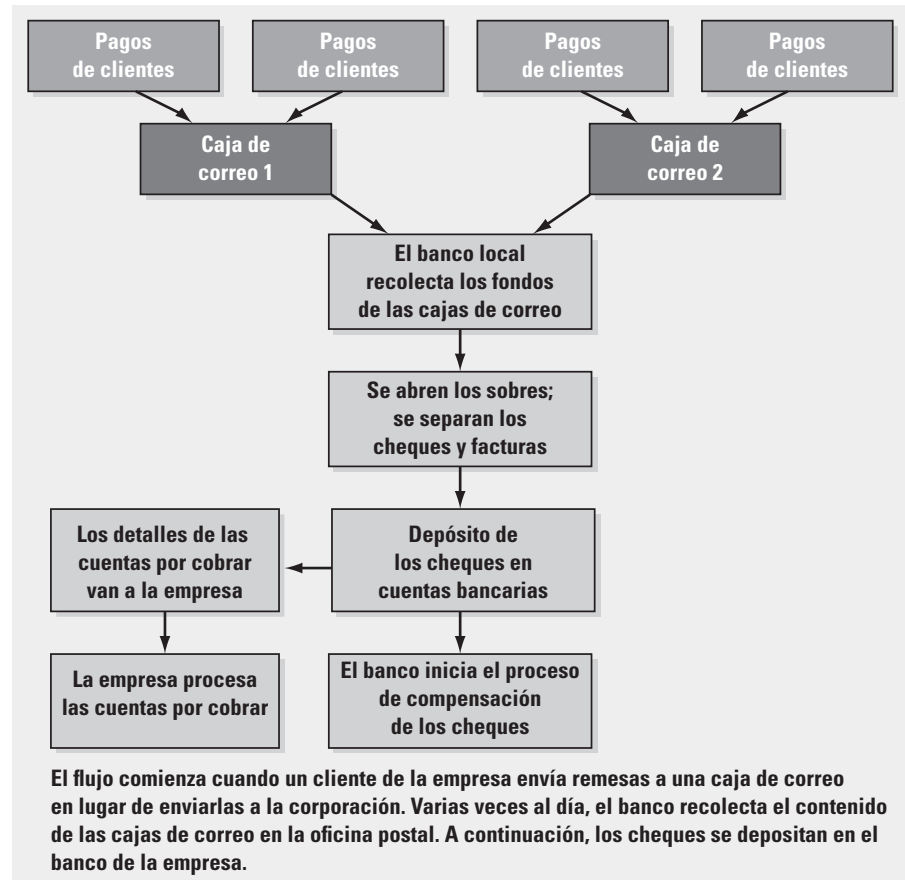 Pagos
de clientes
Pagos
de clientes
Pagos
de clientes
Pagos
de clientes
Caja de
correo 1
Caja de
correo 2
El banco local
recolecta los fondos
de las cajas de correo
Se abren los sobres;
se separan los
cheques y facturas
Los detalles de las
cuentas por cobrar
van a la empresa
Depósito de
los cheques en
cuentas bancarias
La empresa procesa
las cuentas por cobrar
El banco inicia el proceso
de compensación
de los cheques
El flujo comienza cuando un cliente de la empresa envía remesas a una caja de correo
en lugar de enviarlas a la corporación. Varias veces al día, el banco recolecta el contenido
de las cajas de correo en la oficina postal. A continuación, los cheques se depositan en el
banco de la empresa.